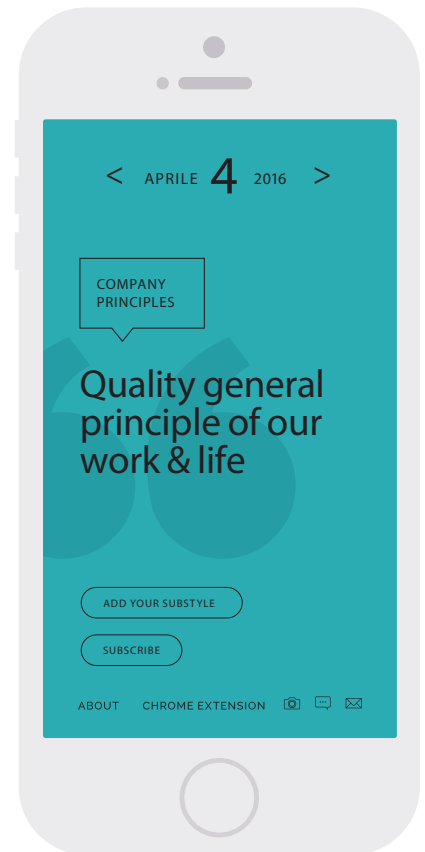 < APRILE 4 2016 >
COMPANY
PRINCIPLES
Quality general
principle of our
work & life
ADD YOUR SUBSTYLE
SUBSCRIBE
ABOUT CHROME EXTENSION